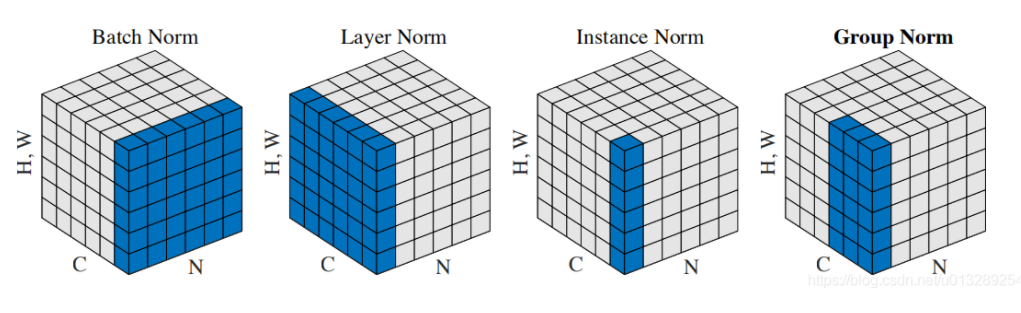 Batch Norm
Layer Norm
Instance Norm
Group Norm
H, W
H, W
H, W
H, W
C
N
C
N
C
N
C
N
https://blog.csdn.net/u013289254